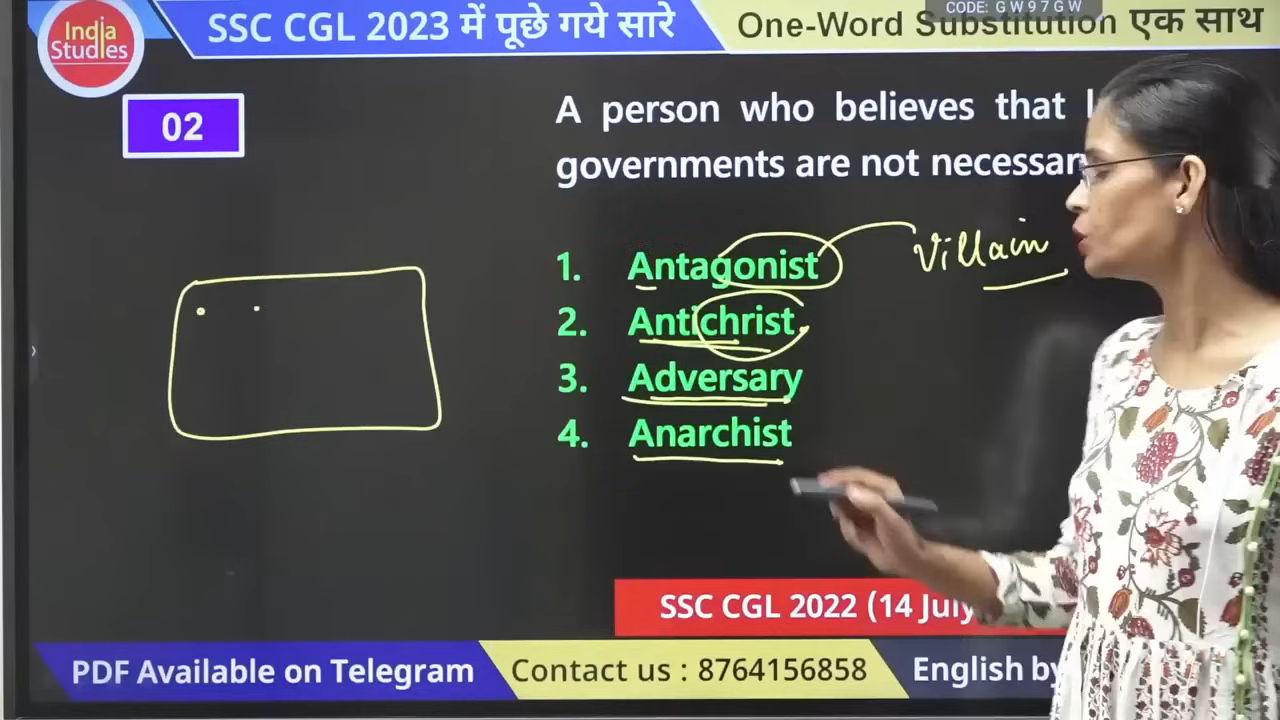 CODE: GW97GW
India
Studies
SSC CGL 2023 में पूछे गये सारे
One-Word Substitution एक साथ
02
A person who believes that
governments are not
1. Antagonist
Villain
2. Antichrist
3. Adversary
4. Anarchist
SSC CGL 2022 (14 July
PDF Available on Telegram
Contact us : 8764156858
English by